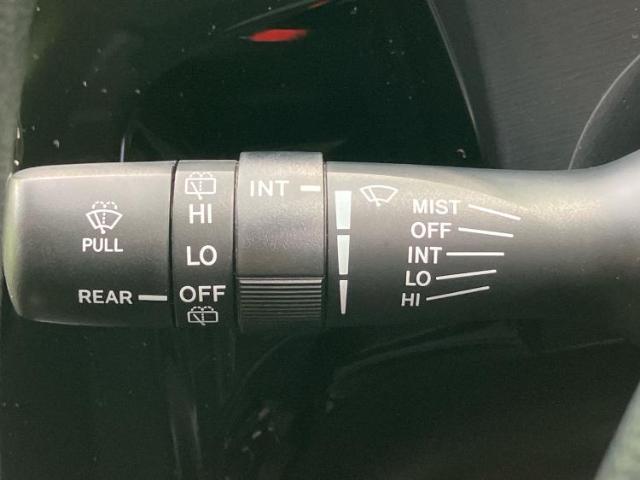 PULL
REAR
HI
LO
OFF
INT
MIST
OFF
INT
LO
HI